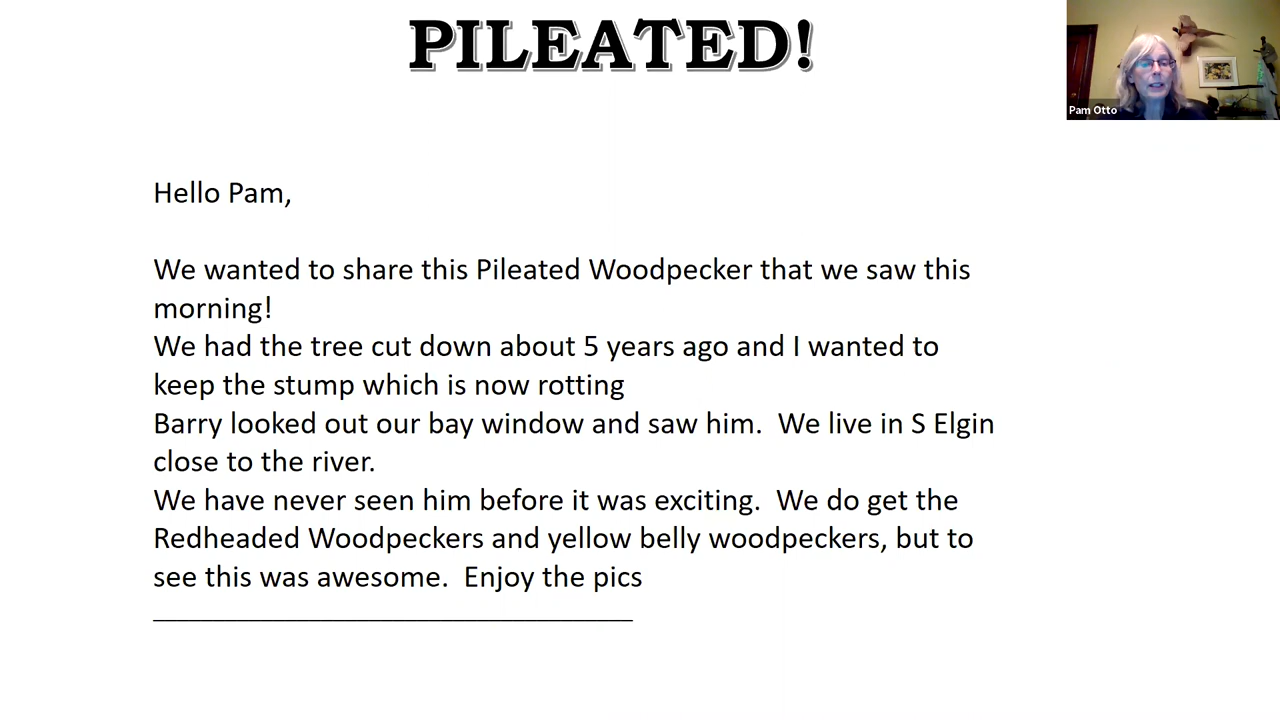 PILEATED!
Pam Otto
Hello Pam,
We wanted to share this Pileated Woodpecker that we saw this
morning!
We had the tree cut down about 5 years ago and I wanted to
keep the stump which is now rotting
Barry looked out our bay window and saw him.  We live in S Elgin
close to the river.
We have never seen him before it was exciting.  We do get the
Redheaded Woodpeckers and yellow belly woodpeckers, but to
see this was awesome.  Enjoy the pics